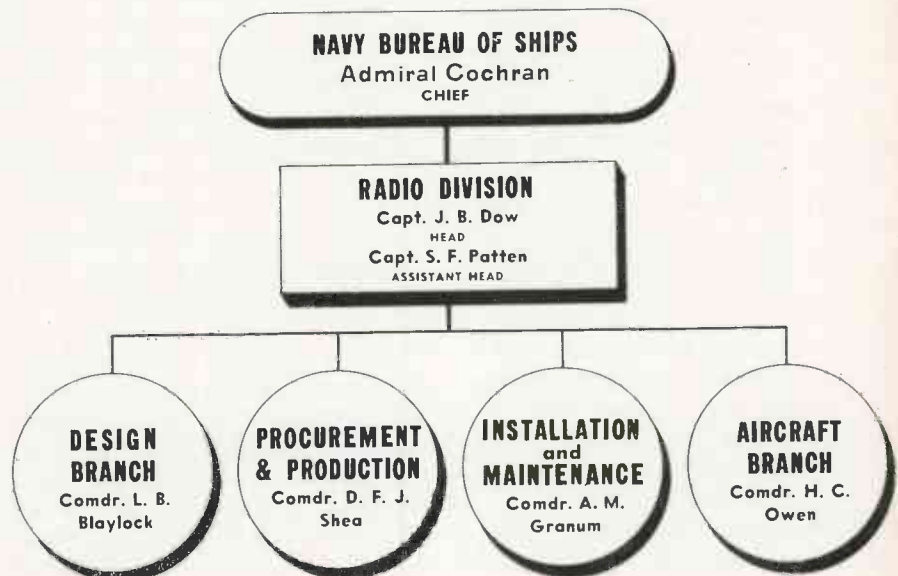 NAVY BUREAU OF SHIPS
Admiral Cochran
CHIEF
RADIO DIVISION
Capt. J. B. Dow
HEAD
Capt. S. F. Patten
ASSISTANT HEAD
DESIGN
BRANCH
Comdr. L. B.
Blaylock
PROCUREMENT
& PRODUCTION
Comdr. D. F. J.
Shea
INSTALLATION
and
MAINTENANCE
Comdr. A. M.
Granum
AIRCRAFT
BRANCH
Comdr. H. C.
Owen